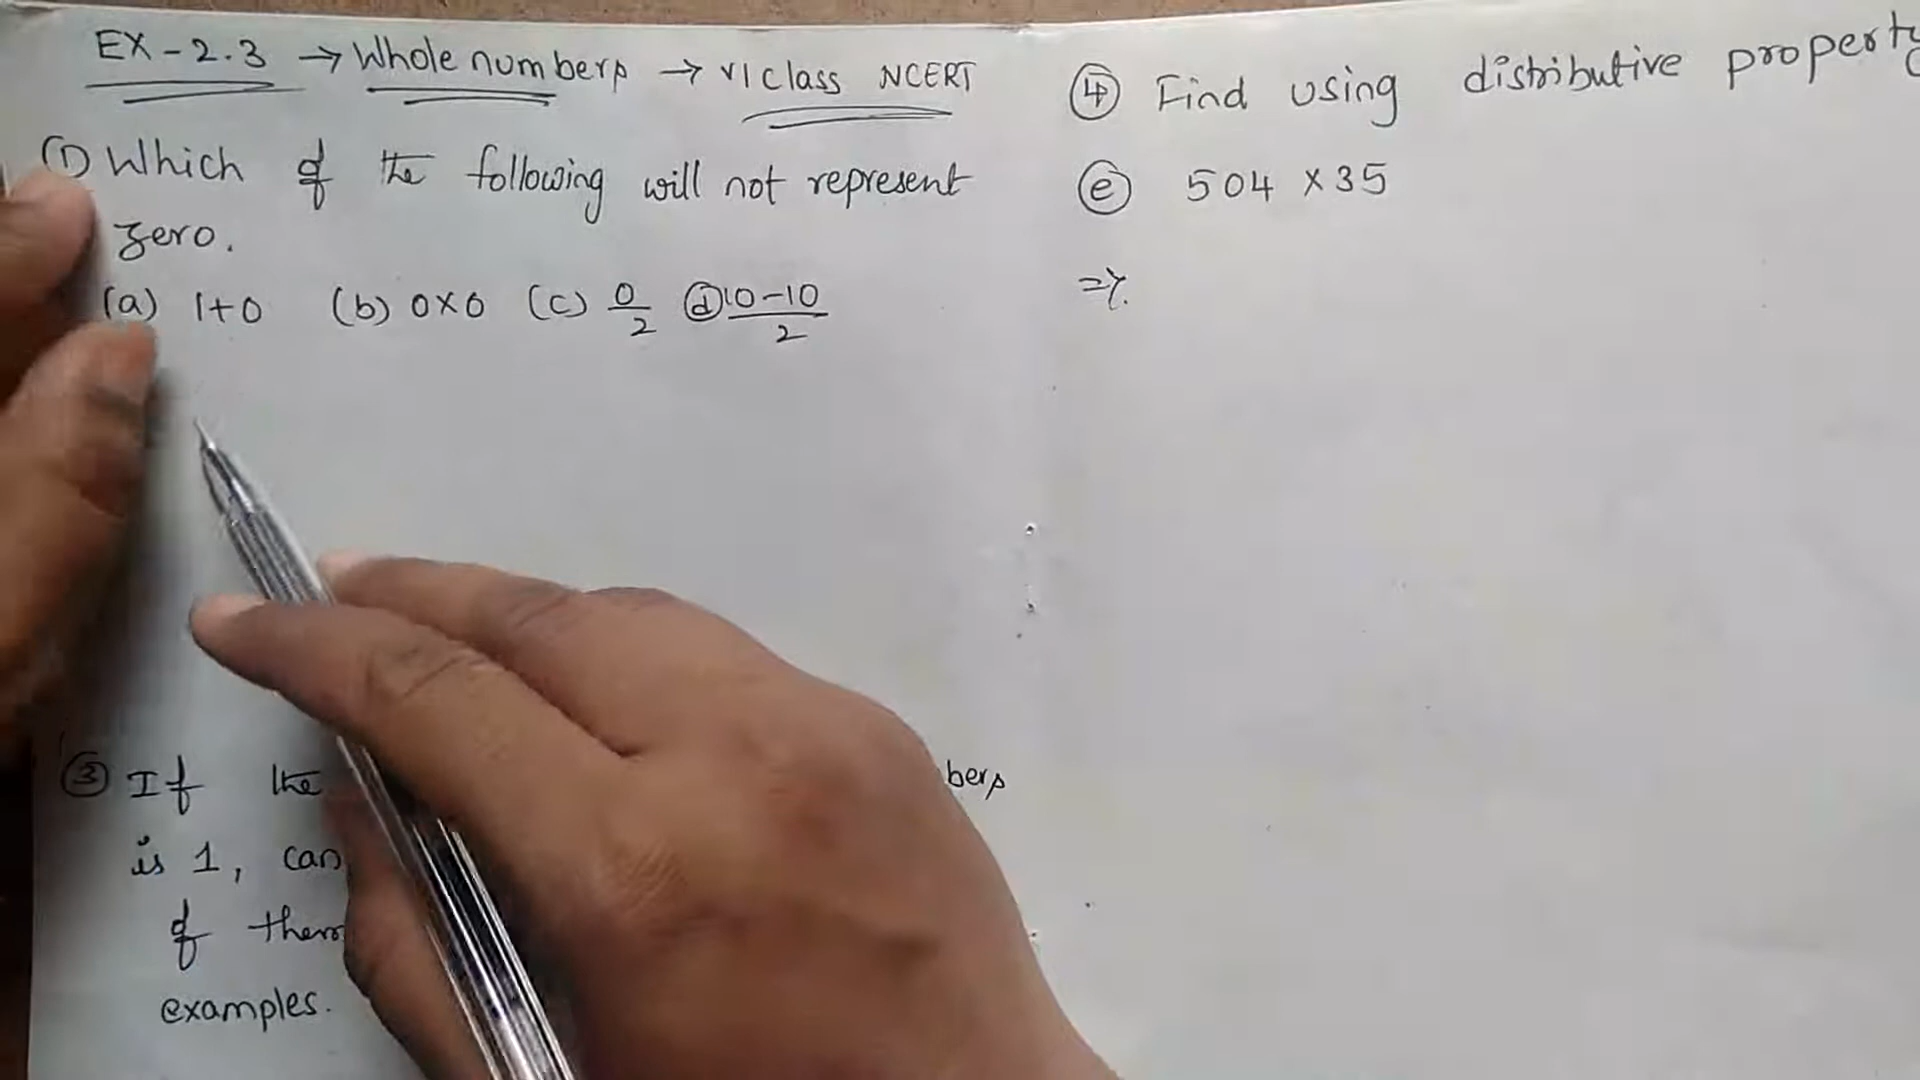 EX-2.3 → Whole numbers → VI Class NCERT
(1) Which of the following will not represent
zero.
(a) 1+0 (b) 0×0 (c) 0/2 (d) 10-10/2
(3) If the bers
is 1, can
of them
examples.
(4) Find using distributive property
(e) 504 ×35